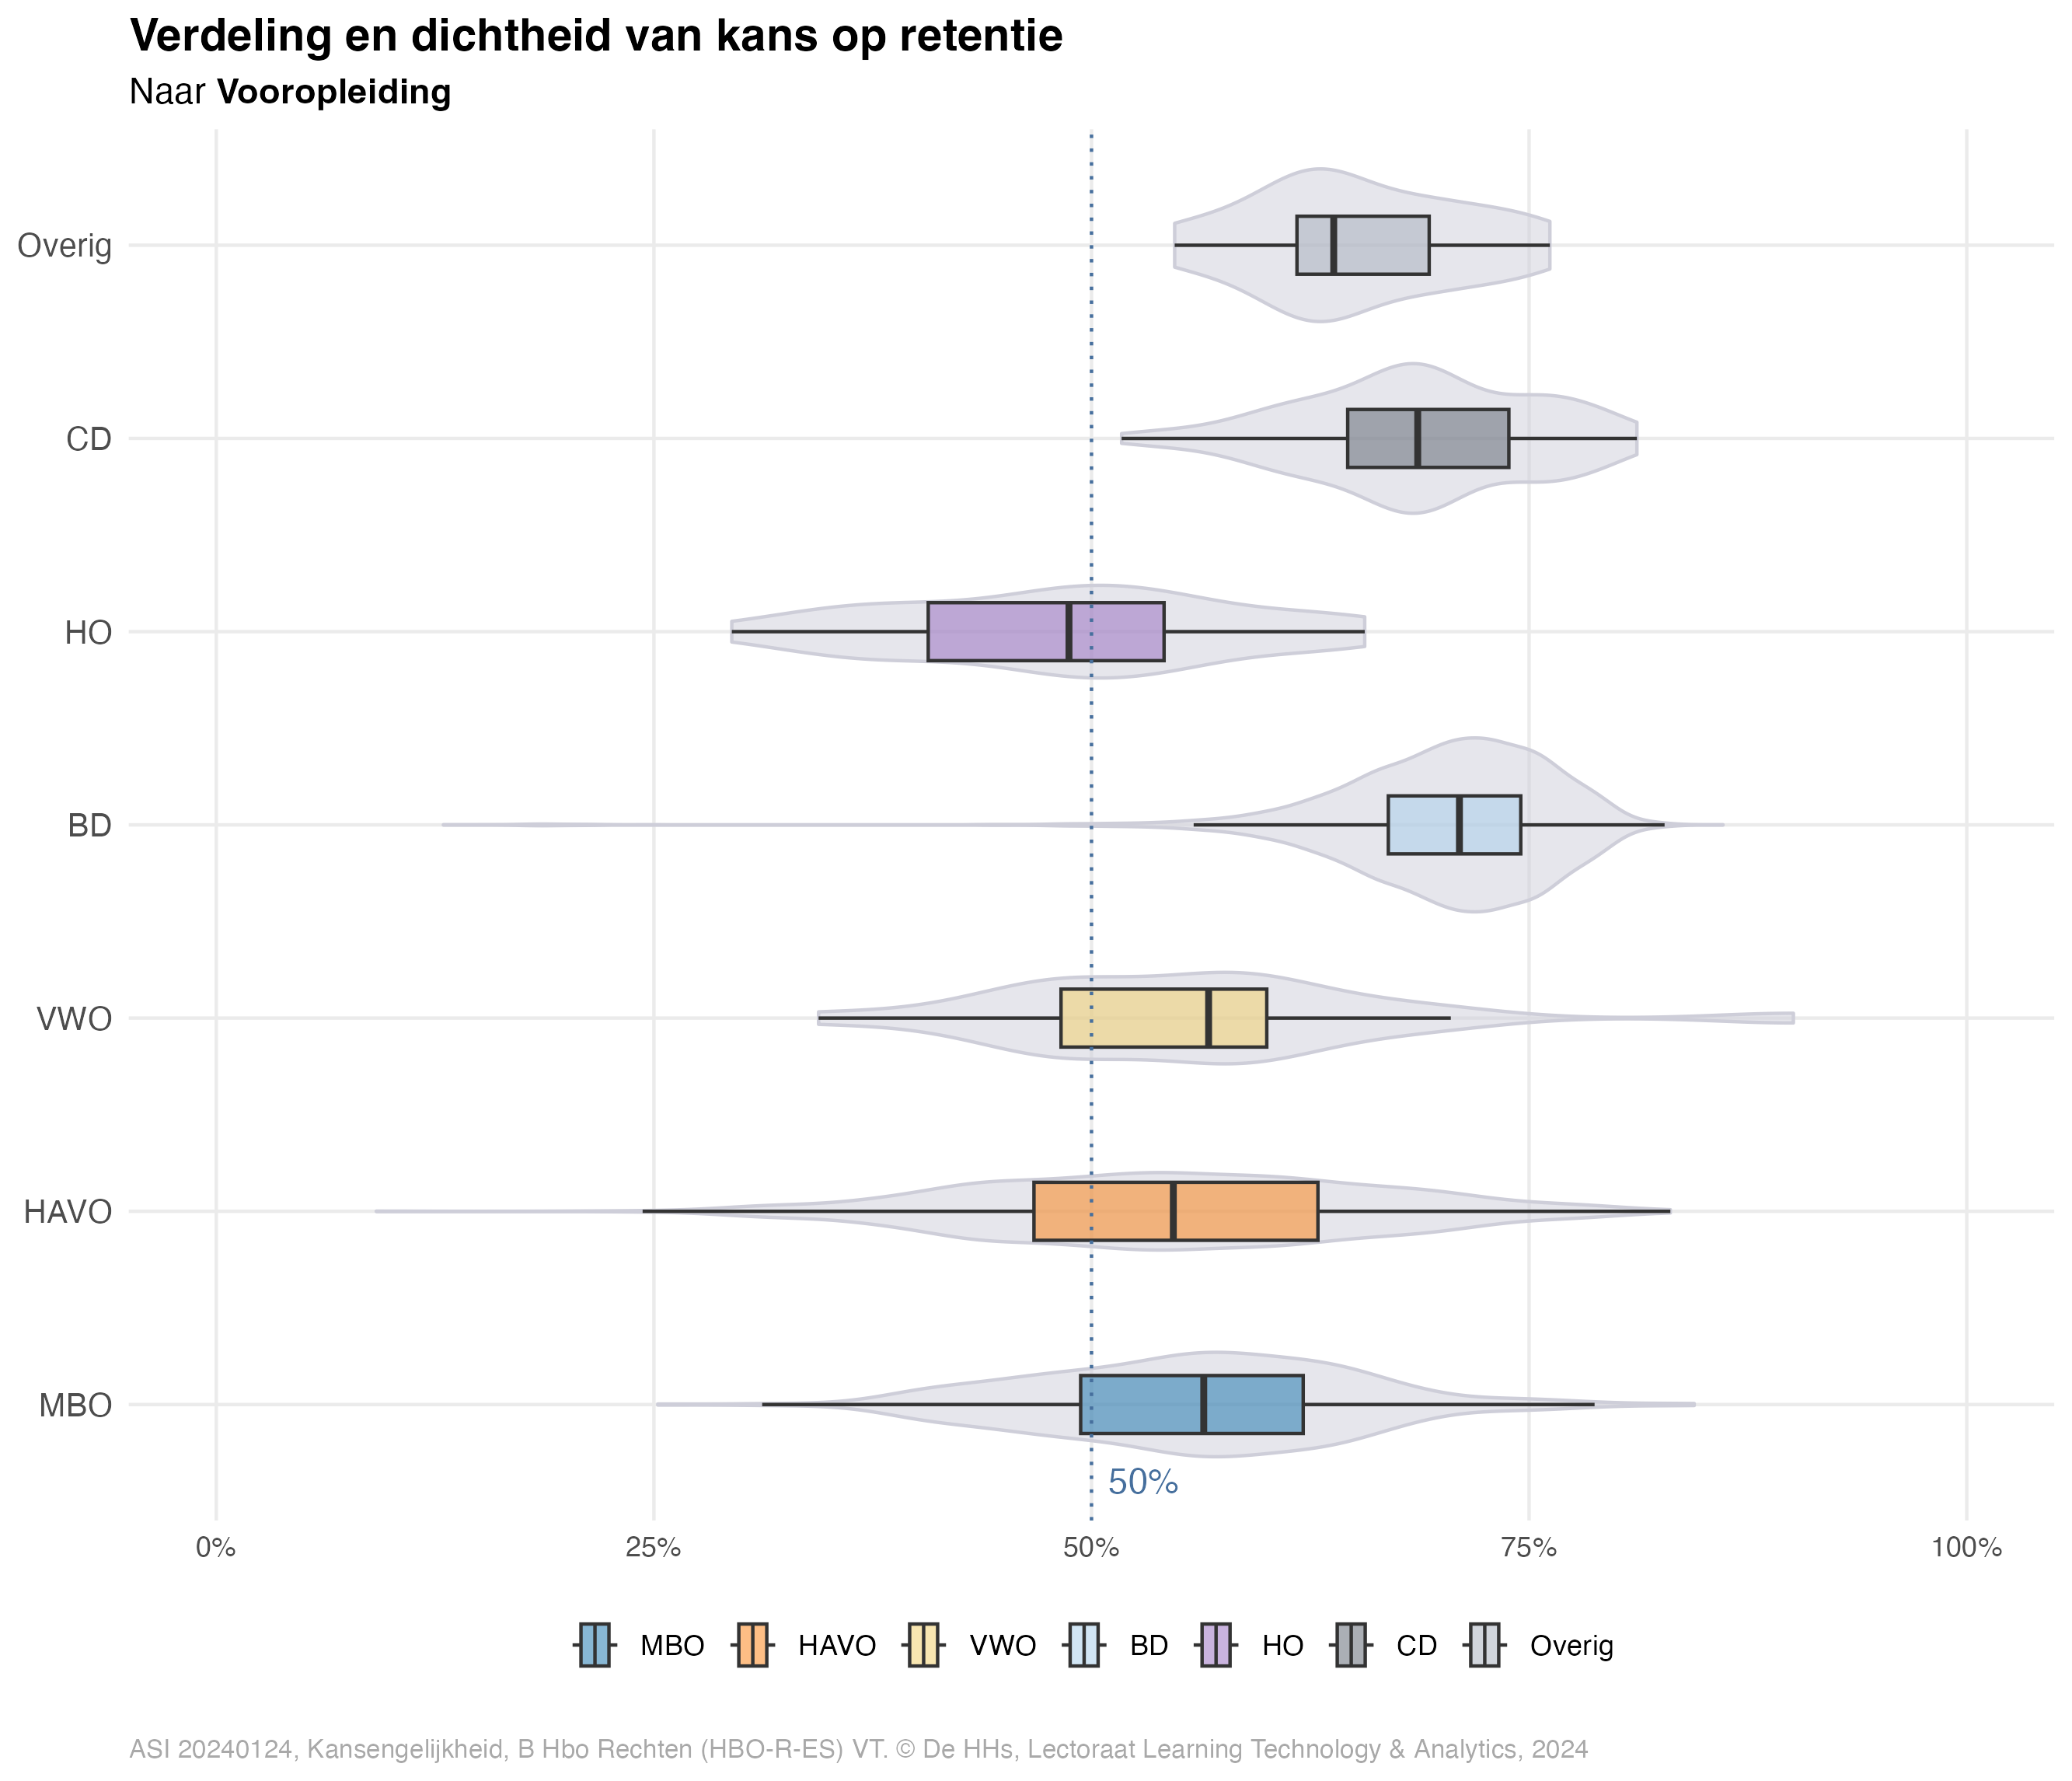 Verdeling en dichtheid van kans op retentie
Naar Vooropleiding
Overig
CD
HO
BD
VWO
HAVO
MBO
50%
0% 25% 50% 75% 100%
MBO HAVO VWO BD HO CD Overig
ASI 20240124, Kansengelijkheid, B Hbo Rechten (HBO-R-ES) VT. © De HHs, Lectoraat Learning Technology & Analytics, 2024